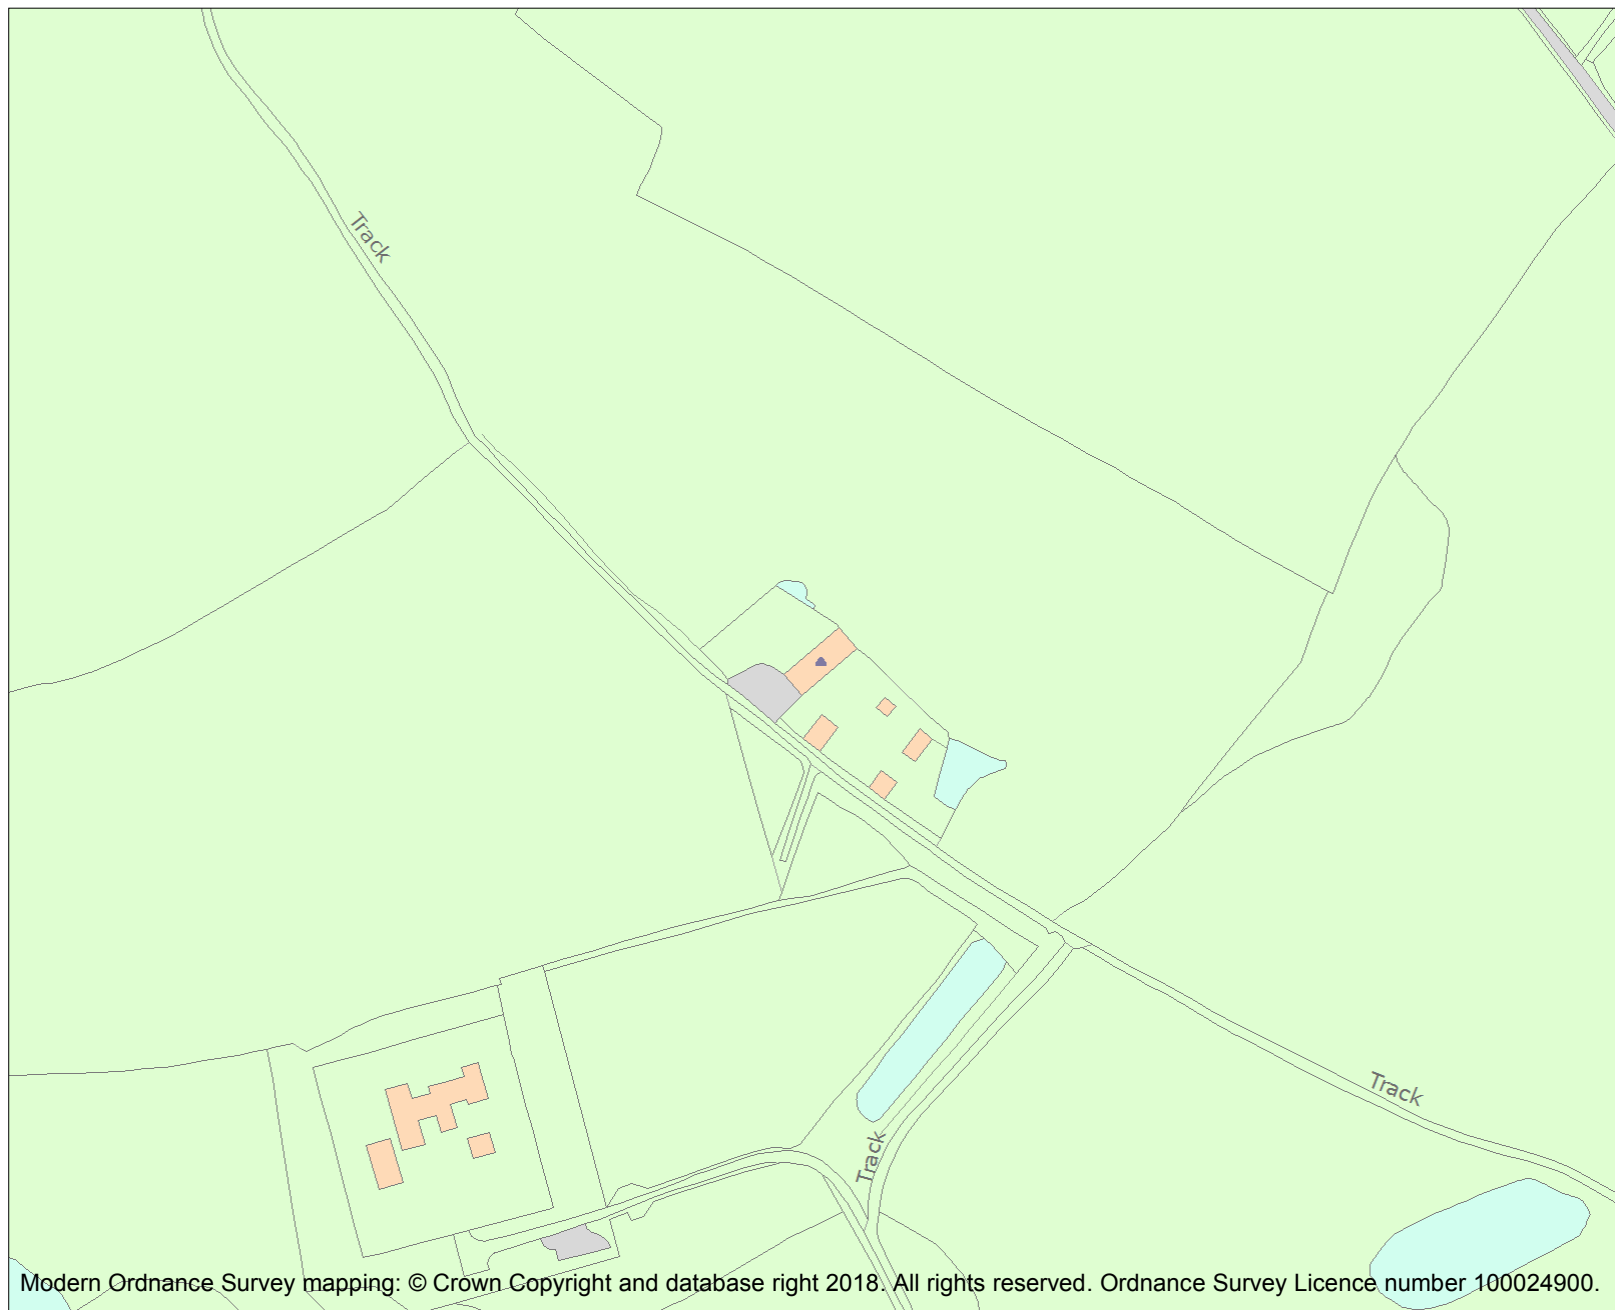 Track
Track
Track
Modern Ordnance Survey mapping: © Crown Copyright and database right 2018. All rights reserved. Ordnance Survey Licence number 100024900.